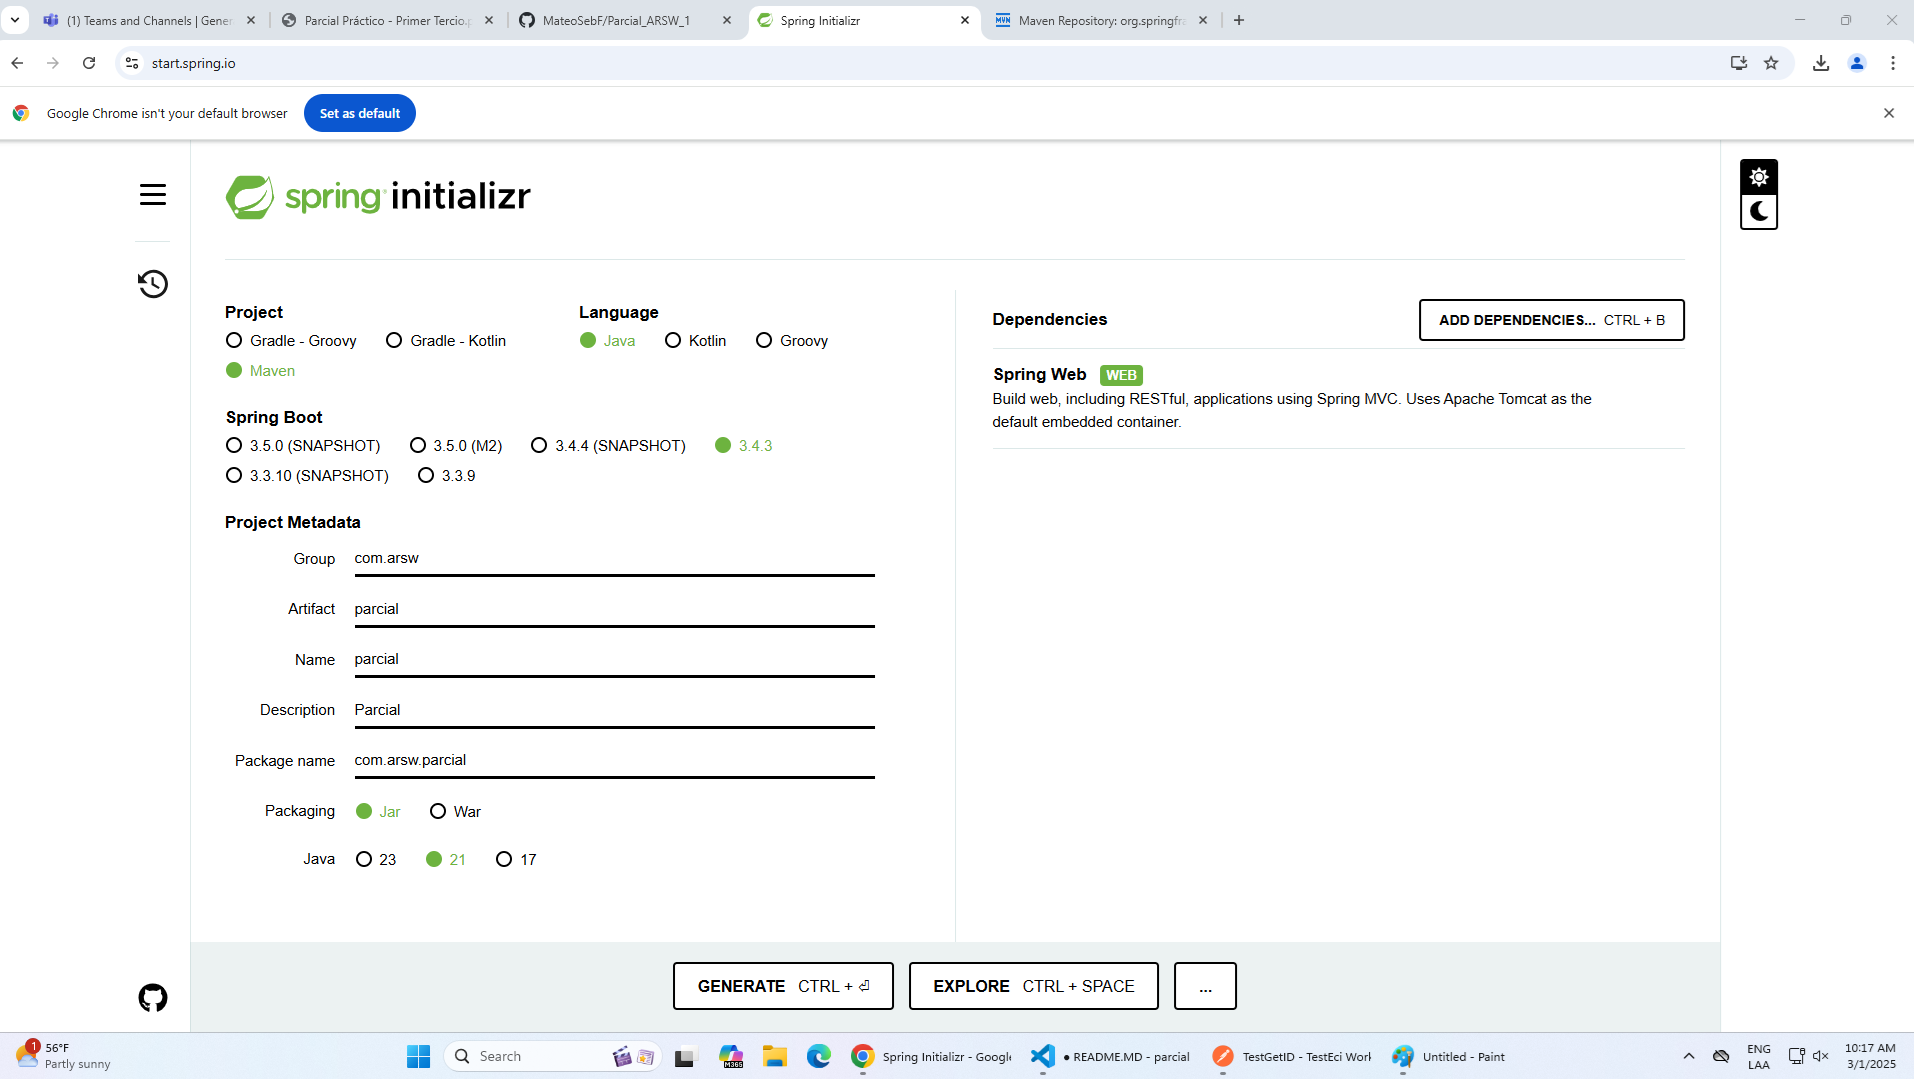 (1) Teams and Channels | Gener
Parcial Práctico - Primer Tercio.p
MateoSebF/Parcial_ARSW_1
Spring Initializr
Maven Repository: org.springfra
start.spring.io
Google Chrome isn't your default browser
Set as default
spring initializr
Project
Gradle - Groovy
Gradle - Kotlin
Maven
Language
Java
Kotlin
Groovy
Spring Boot
3.5.0 (SNAPSHOT)
3.5.0 (M2)
3.4.4 (SNAPSHOT)
3.4.3
3.3.10 (SNAPSHOT)
3.3.9
Project Metadata
Group com.arsw
Artifact parcial
Name parcial
Description Parcial
Package name com.arsw.parcial
Packaging Jar War
Java 23 21 17
Dependencies
ADD DEPENDENCIES... CTRL + B
Spring Web WEB
Build web, including RESTful, applications using Spring MVC. Uses Apache Tomcat as the
default embedded container.
GENERATE CTRL + ⏎
EXPLORE CTRL + SPACE
...
1
56°F
Partly sunny
Search
M365
Spring Initializr - Google
● README.MD - parcial
TestGetID - TestEci Work
Untitled - Paint
ENG
LAA
10:17 AM
3/1/2025